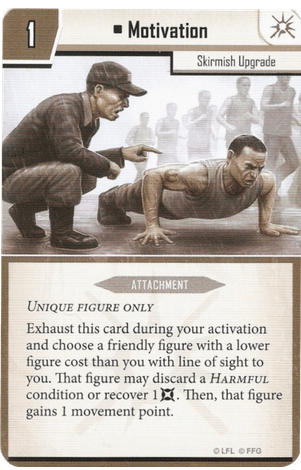 1
▪ Motivation
Skirmish Upgrade
ATTACHMENT
UNIQUE FIGURE ONLY
Exhaust this card during your activation
and choose a friendly figure with a lower
figure cost than you with line of sight to
you. That figure may discard a HARMFUL
condition or recover 1. Then, that figure
gains 1 movement point.
© LFL © FFG